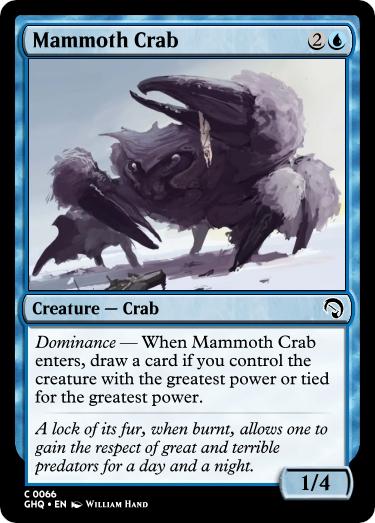 Mammoth Crab 2
Creature — Crab
Dominance — When Mammoth Crab
enters, draw a card if you control the
creature with the greatest power or tied
for the greatest power.
A lock of its fur, when burnt, allows one to
gain the respect of great and terrible
predators for a day and a night.
1/4
C 0066
GHQ • EN William Hand